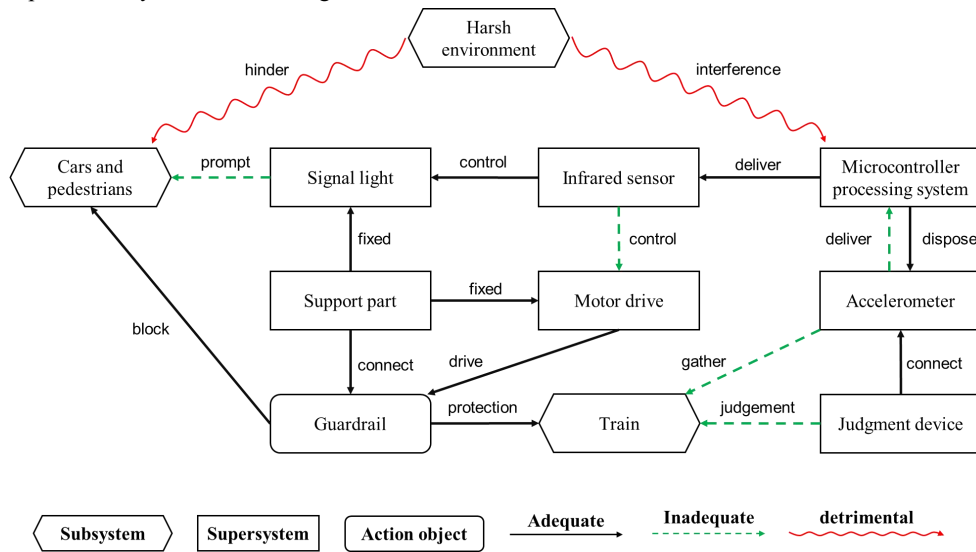 Harsh
environment
hinder
interference
Cars and
pedestrians
prompt
Signal light
control
Infrared sensor
deliver
Microcontroller
processing system
fixed
control
deliver
dispose
Support part
fixed
Motor drive
Accelerometer
block
connect
drive
gather
connect
Guardrail
protection
Train
judgement
Judgment device
Subsystem
Supersystem
Action object
Adequate
Inadequate
detrimental